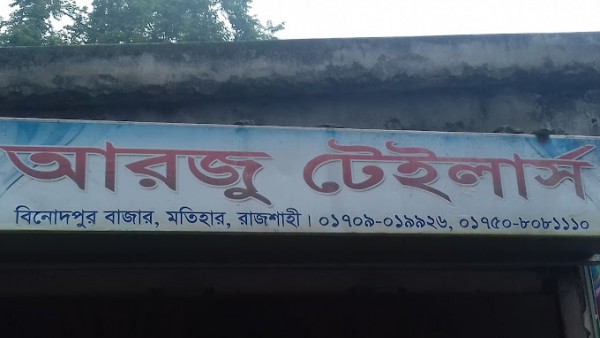 আরজু টেইলার্স
বিনোদপুর বাজার, মতিহার, রাজশাহী। ০১৭০৯-০১৯৯২৬, ০১৭৫০-৮০৮১১১০